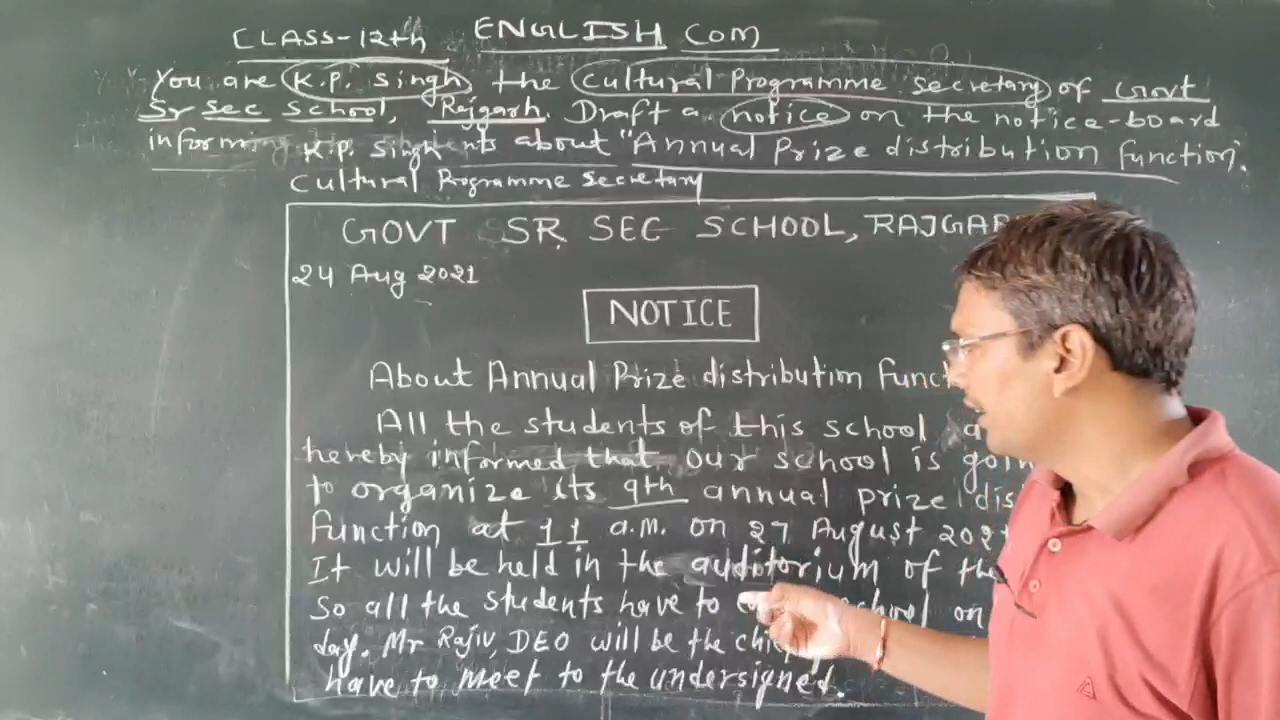 CLASS-12th ENGLISH COM
You are K.P. Singh the Cultural Programme secretary of Govt
Sr Sec School, Rajgarh. Draft a notice on the notice-board
informing about "Annual Prize distribution function".
K.P. Singh
Cultural Programme Secretary
GOVT SR SEC SCHOOL, RAJGAR
24 Aug 2021
NOTICE
About Annual Prize distribution Funct
All the students of this school a
hereby informed that our school is goin
to organize its 9th annual prize dis
function at 11 a.m. on 27 August 202
It will be held in the auditorium of the
So all the students have to school on
day. Mr Rajiv, DEO will be the chi
have to meet to the undersigned.